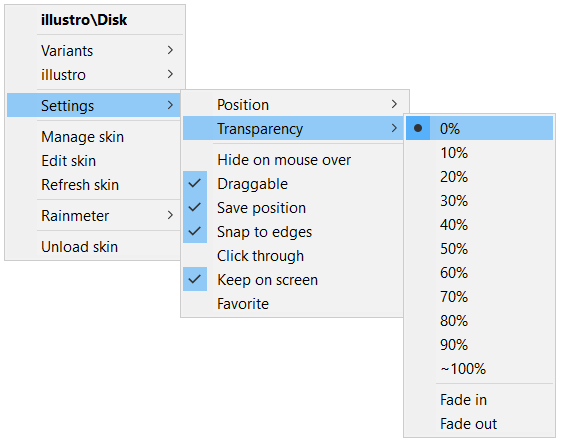 illustro\Disk
Variants
illustro
Settings
Manage skin
Edit skin
Refresh skin
Rainmeter
Unload skin
Position
Transparency
Hide on mouse over
Draggable
Save position
Snap to edges
Click through
Keep on screen
Favorite
0%
10%
20%
30%
40%
50%
60%
70%
80%
90%
~100%
Fade in
Fade out